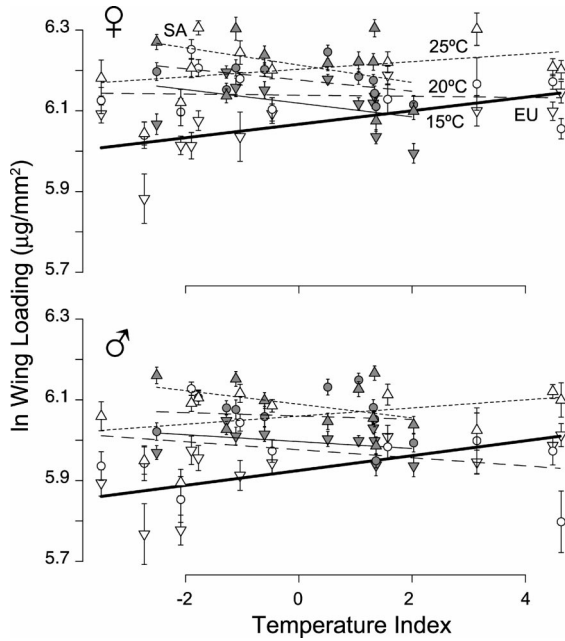 ♀
SA
25ºC
20ºC
15ºC
EU
6.3
6.1
5.9
5.7
♂
6.3
6.1
5.9
5.7
-2 0 2 4
ln Wing Loading (µg/mm²)
Temperature Index